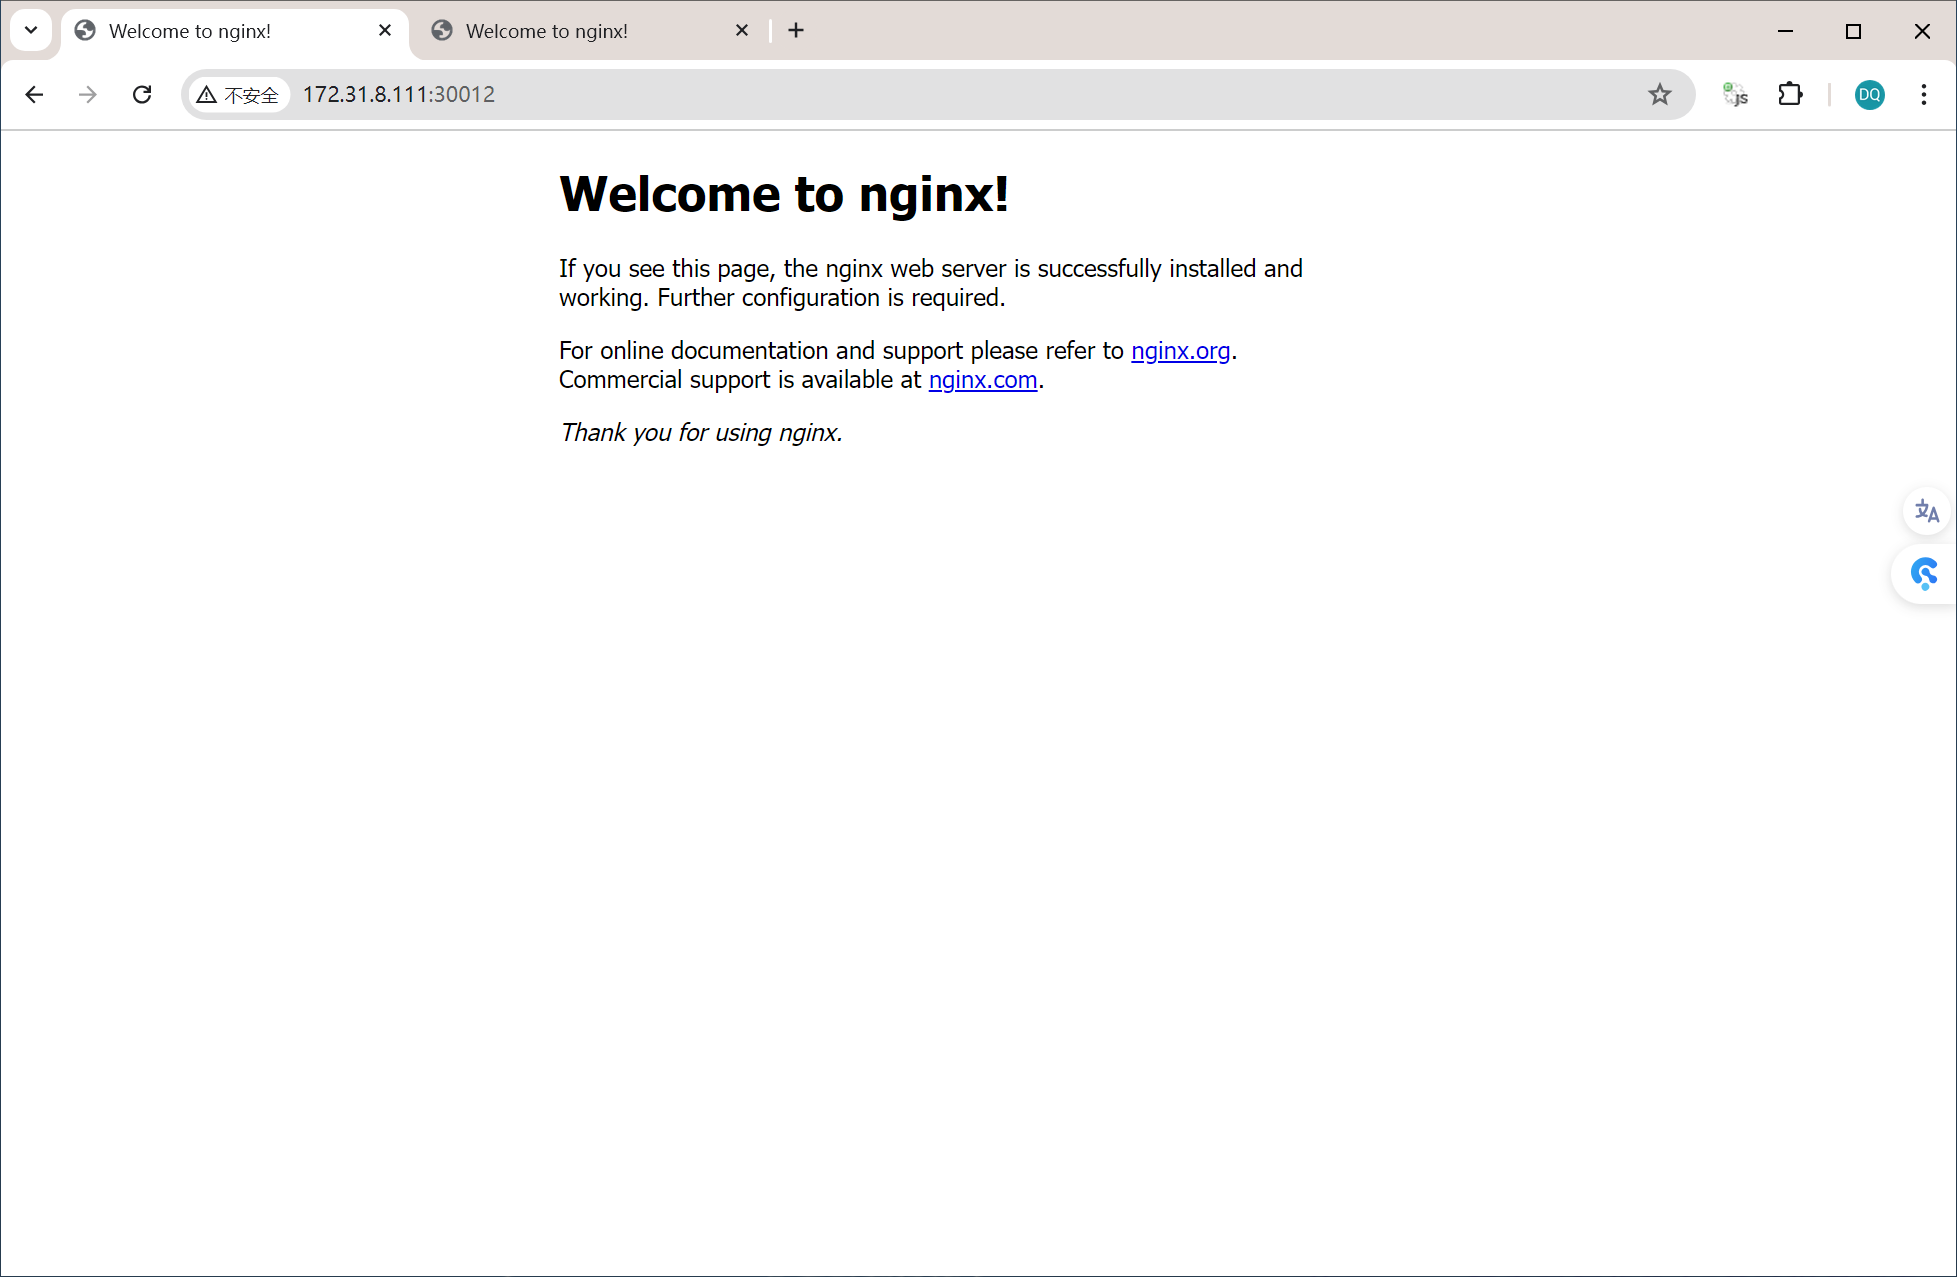 Welcome to nginx!
Welcome to nginx!
不安全
172.31.8.111:30012
JS
DQ
Welcome to nginx!
If you see this page, the nginx web server is successfully installed and
working. Further configuration is required.
For online documentation and support please refer to nginx.org.
Commercial support is available at nginx.com.
Thank you for using nginx.
文A